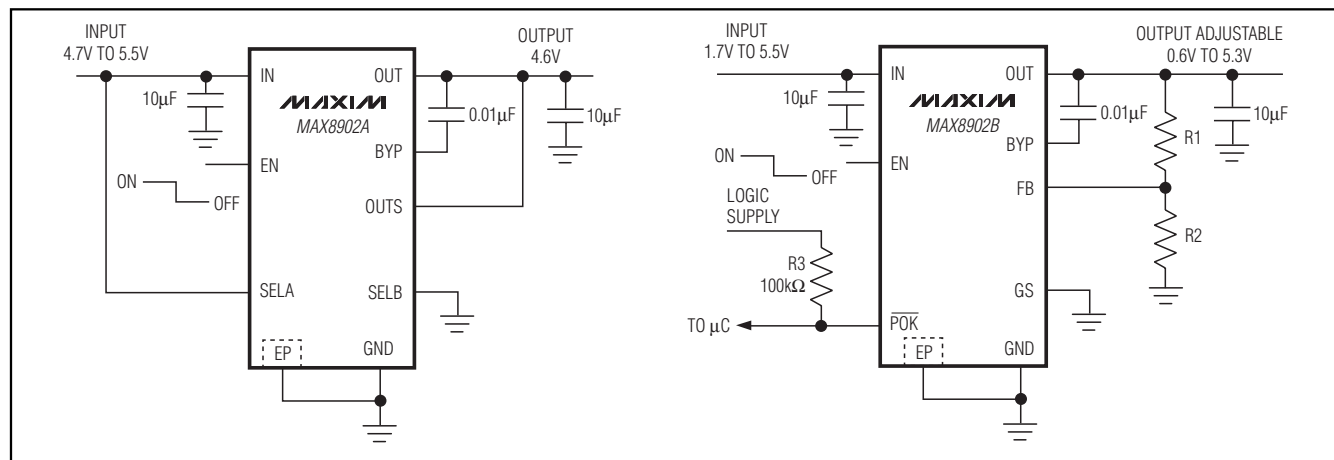 INPUT
4.7V TO 5.5V
OUTPUT
4.6V
IN
OUT
10μF
MAXIM
MAX8902A
0.01μF
10μF
BYP
EN
ON
OFF
OUTS
SELA
SELB
EP
GND
INPUT
1.7V TO 5.5V
OUTPUT ADJUSTABLE
0.6V TO 5.3V
IN
OUT
10μF
MAXIM
MAX8902B
0.01μF
10μF
R1
BYP
ON
OFF
EN
FB
LOGIC
SUPPLY
R2
R3
100kΩ
GS
TO μC
POK
EP
GND